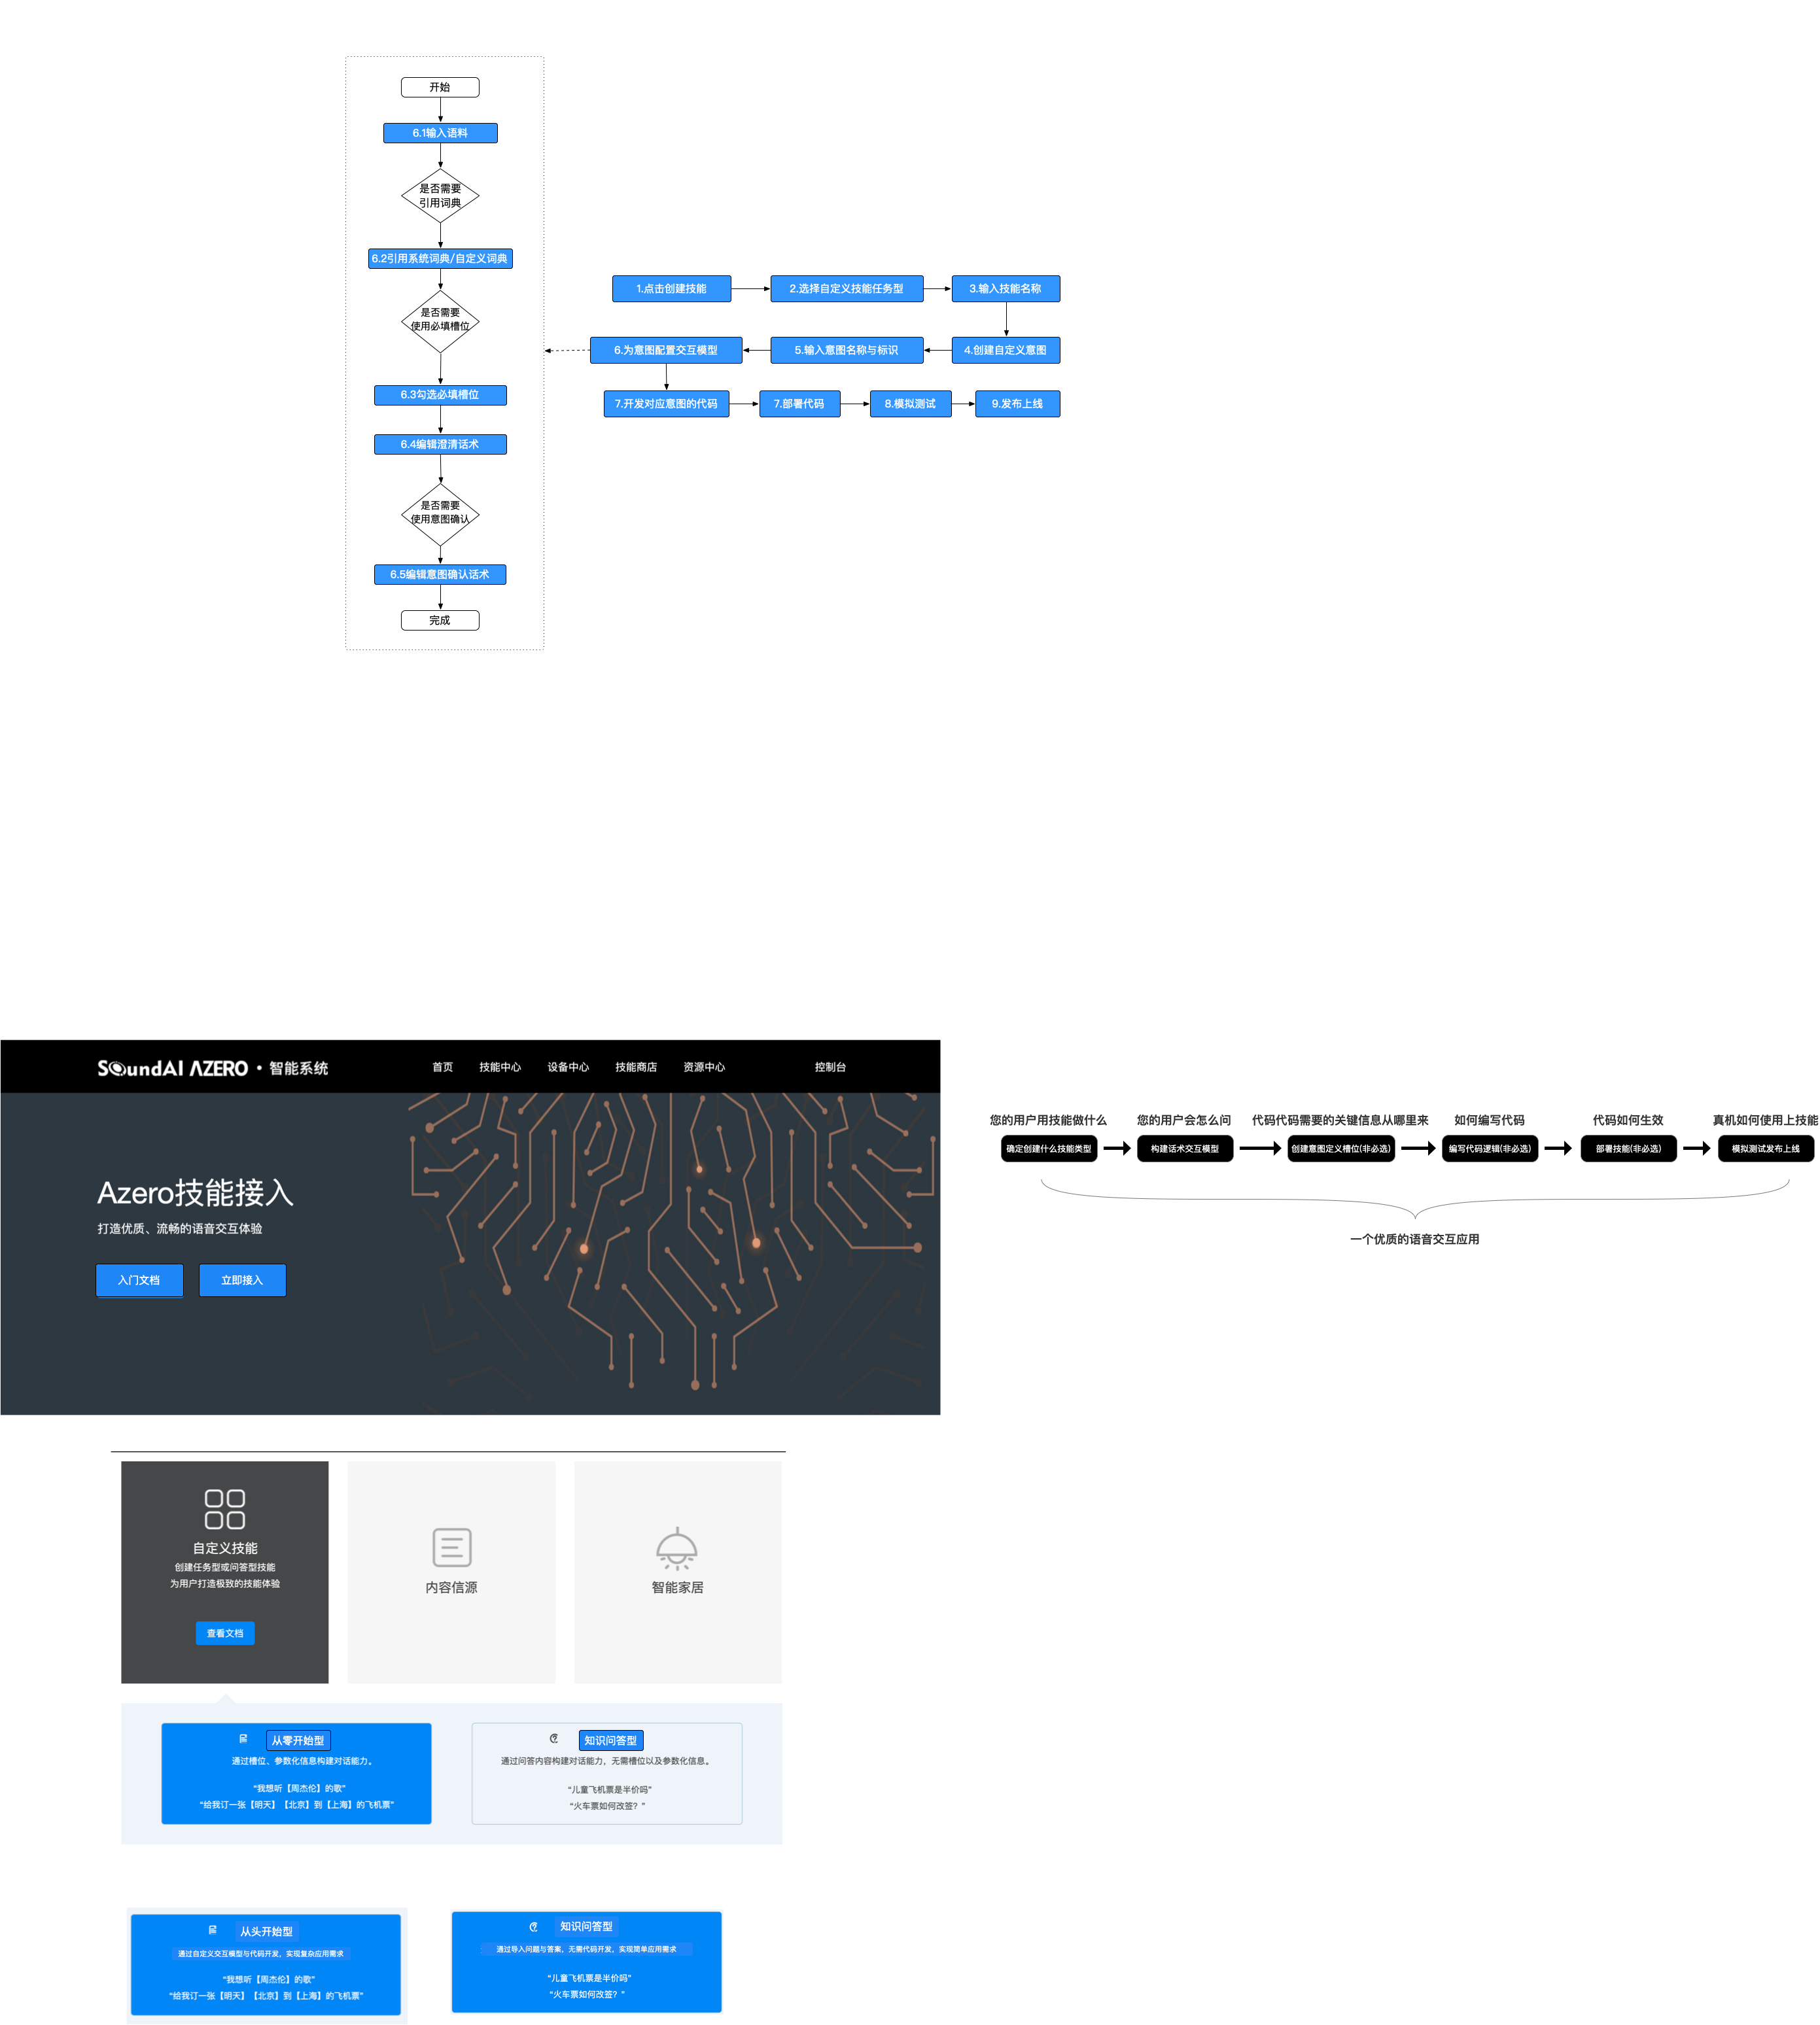 开始
6.1输入语料
是否需要
引用词典
6.2引用系统词典/自定义词典
是否需要
使用必填槽位
6.3勾选必填槽位
6.4编辑澄清话术
是否需要
使用意图确认
6.5编辑意图确认话术
完成
1.点击创建技能
2.选择自定义技能任务型
3.输入技能名称
6.为意图配置交互模型
5.输入意图名称与标识
4.创建自定义意图
7.开发对应意图的代码
7.部署代码
8.模拟测试
9.发布上线
SoundAI AZERO · 智能系统
首页
技能中心
设备中心
技能商店
资源中心
控制台
Azero技能接入
打造优质、流畅的语音交互体验
入门文档
立即接入
您的用户用技能做什么
您的用户会怎么问
代码代码需要的关键信息从哪里来
如何编写代码
代码如何生效
真机如何使用上技能
确定创建什么技能类型
构建话术交互模型
创建意图定义槽位(非必选)
编写代码逻辑(非必选)
部署技能(非必选)
模拟测试发布上线
一个优质的语音交互应用
自定义技能
创建任务型或问答型技能
为用户打造极致的技能体验
查看文档
内容信源
智能家居
从零开始型
通过槽位、参数化信息构建对话能力。
“我想听【周杰伦】的歌”
“给我订一张【明天】【北京】到【上海】的飞机票”
知识问答型
通过问答内容构建对话能力，无需槽位以及参数化信息。
“儿童飞机票是半价吗”
“火车票如何改签？”
从头开始型
通过自定义交互模型与代码开发，实现复杂应用需求
“我想听【周杰伦】的歌”
“给我订一张【明天】【北京】到【上海】的飞机票”
知识问答型
通过导入问题与答案，无需代码开发，实现简单应用需求
“儿童飞机票是半价吗”
“火车票如何改签？”